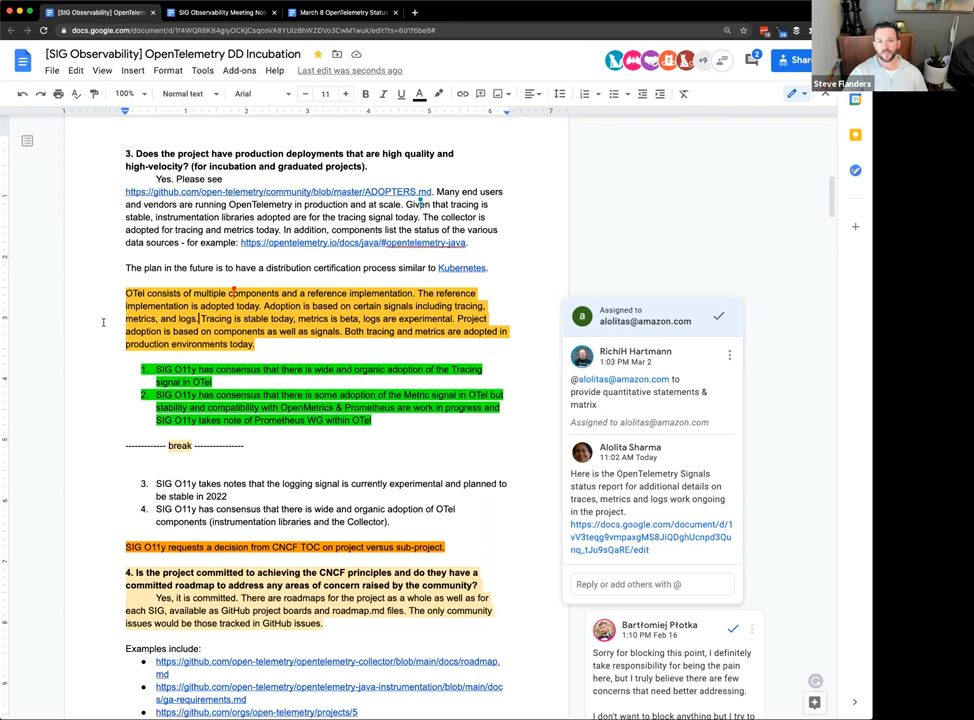 [SIG Observability] OpenTel
SIG Observability Meeting No
March 8 OpenTelemetry Status
docs.google.com/document/d/1f4WQR6K84giyOCKjCsqcoVA8YUIzBhWZDVo3CwM1wuk/edit?ts=601f6be8#
[SIG Observability] OpenTelemetry DD Incubation
File Edit View Insert Format Tools Add-ons Help Last edit was seconds ago
+9
2
Shar
Steve Flanders
100% Normal text Arial 11
1 1 2 3 4 5 6 7
3. Does the project have production deployments that are high quality and
high-velocity? (for incubation and graduated projects).
Yes. Please see
https://github.com/open-telemetry/community/blob/master/ADOPTERS.md. Many end users
and vendors are running OpenTelemetry in production and at scale. Given that tracing is
stable, instrumentation libraries adopted are for the tracing signal today. The collector is
adopted for tracing and metrics today. In addition, components list the status of the various
data sources - for example: https://opentelemetry.io/docs/java/#opentelemetry-java.
The plan in the future is to have a distribution certification process similar to Kubernetes.
OTel consists of multiple components and a reference implementation. The reference
implementation is adopted today. Adoption is based on certain signals including tracing,
metrics, and logs. Tracing is stable today, metrics is beta, logs are experimental. Project
adoption is based on components as well as signals. Both tracing and metrics are adopted in
production environments today.
1. SIG O11y has consensus that there is wide and organic adoption of the Tracing
signal in OTel
2. SIG O11y has consensus that there is some adoption of the Metric signal in OTel but
stability and compatibility with OpenMetrics & Prometheus are work in progress and
SIG O11y takes note of Prometheus WG within OTel
------------- break ----------------
3. SIG O11y takes notes that the logging signal is currently experimental and planned to
be stable in 2022
4. SIG O11y has consensus that there is wide and organic adoption of OTel
components (instrumentation libraries and the Collector).
SIG O11y requests a decision from CNCF TOC on project versus sub-project.
4. Is the project committed to achieving the CNCF principles and do they have a
committed roadmap to address any areas of concern raised by the community?
Yes, it is committed. There are roadmaps for the project as a whole as well as for
each SIG, available as GitHub project boards and roadmap.md files. The only community
issues would be those tracked in GitHub issues.
Examples include:
● https://github.com/open-telemetry/opentelemetry-collector/blob/main/docs/roadmap.
md
● https://github.com/open-telemetry/opentelemetry-java-instrumentation/blob/main/doc
s/ga-requirements.md
● https://github.com/orgs/open-telemetry/projects/5
a
Assigned to
alolitas@amazon.com
RichiH Hartmann
1:03 PM Mar 2
@alolitas@amazon.com to
provide quantitative statements &
matrix
Assigned to alolitas@amazon.com
Alolita Sharma
11:02 AM Today
Here is the OpenTelemetry Signals
status report for additional details on
traces, metrics and logs work ongoing
in the project.
https://docs.google.com/document/d/1
vV3teqg9vmpaxgMS8JiQDghUcnpd3Qu
nq_tJu9sQaRE/edit
Reply or add others with @
Bartłomiej Płotka
1:10 PM Feb 16
Sorry for blocking this point, I definitely
take responsibility for being the pain
here, but I truly believe there are few
concerns that need better addressing.
I don't want to block anything but I try to